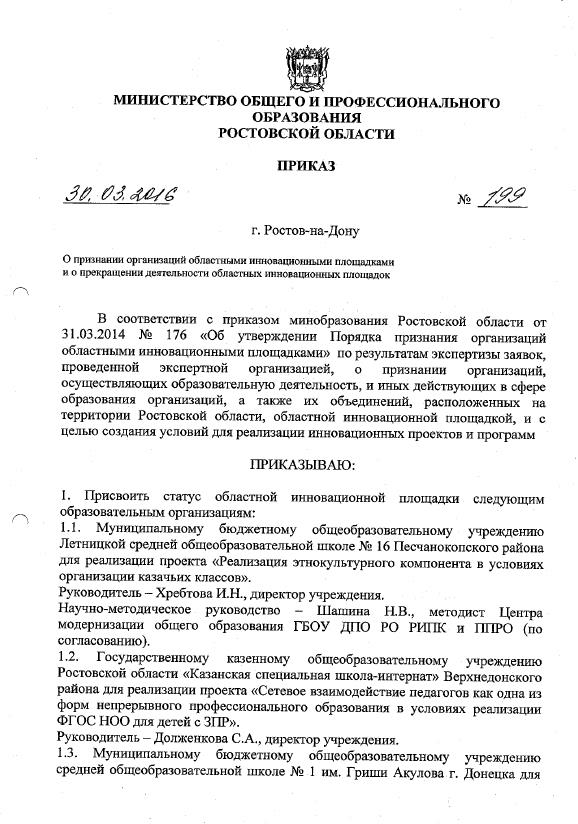 МИНИСТЕРСТВО ОБЩЕГО И ПРОФЕССИОНАЛЬНОГО
ОБРАЗОВАНИЯ
РОСТОВСКОЙ ОБЛАСТИ
ПРИКАЗ
30.03.2016 № 199
г. Ростов-на-Дону
О признании организаций областными инновационными площадками
и о прекращении деятельности областных инновационных площадок
В соответствии с приказом минобразования Ростовской области от
31.03.2014 № 176 «Об утверждении Порядка признания организаций
областными инновационными площадками» по результатам экспертизы заявок,
проведенной экспертной организацией, о признании организаций,
осуществляющих образовательную деятельность, и иных действующих в сфере
образования организаций, а также их объединений, расположенных на
территории Ростовской области, областной инновационной площадкой, и с
целью создания условий для реализации инновационных проектов и программ
ПРИКАЗЫВАЮ:
1. Присвоить статус областной инновационной площадки следующим
образовательным организациям:
1.1. Муниципальному бюджетному общеобразовательному учреждению
Летницкой средней общеобразовательной школе № 16 Песчанокопского района
для реализации проекта «Реализация этнокультурного компонента в условиях
организации казачьих классов».
Руководитель – Хребтова И.Н., директор учреждения.
Научно-методическое руководство – Шашина Н.В., методист Центра
модернизации общего образования ГБОУ ДПО РО РИПК и ППРО (по
согласованию).
1.2. Государственному казенному общеобразовательному учреждению
Ростовской области «Казанская специальная школа-интернат» Верхнедонского
района для реализации проекта «Сетевое взаимодействие педагогов как одна из
форм непрерывного профессионального образования в условиях реализации
ФГОС НОО для детей с ЗПР».
Руководитель – Долженкова С.А., директор учреждения.
1.3. Муниципальному бюджетному общеобразовательному учреждению
средней общеобразовательной школе № 1 им. Гриши Акулова г. Донецка для